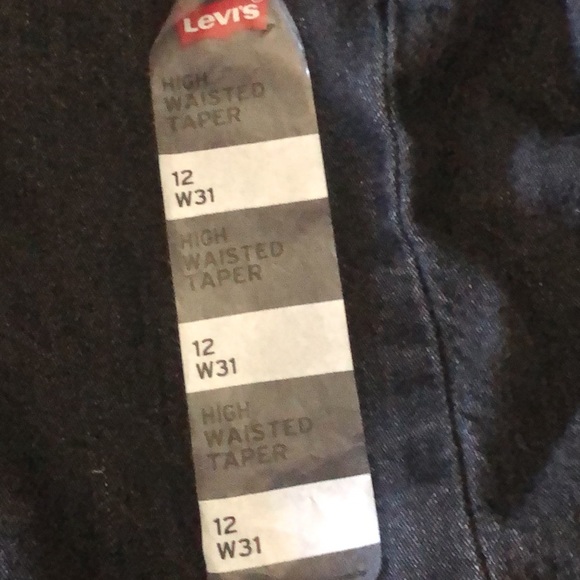 Levi's
HIGH
WAISTED
TAPER
12
W31
HIGH
WAISTED
TAPER
12
W31
HIGH
WAISTED
TAPER
12
W31